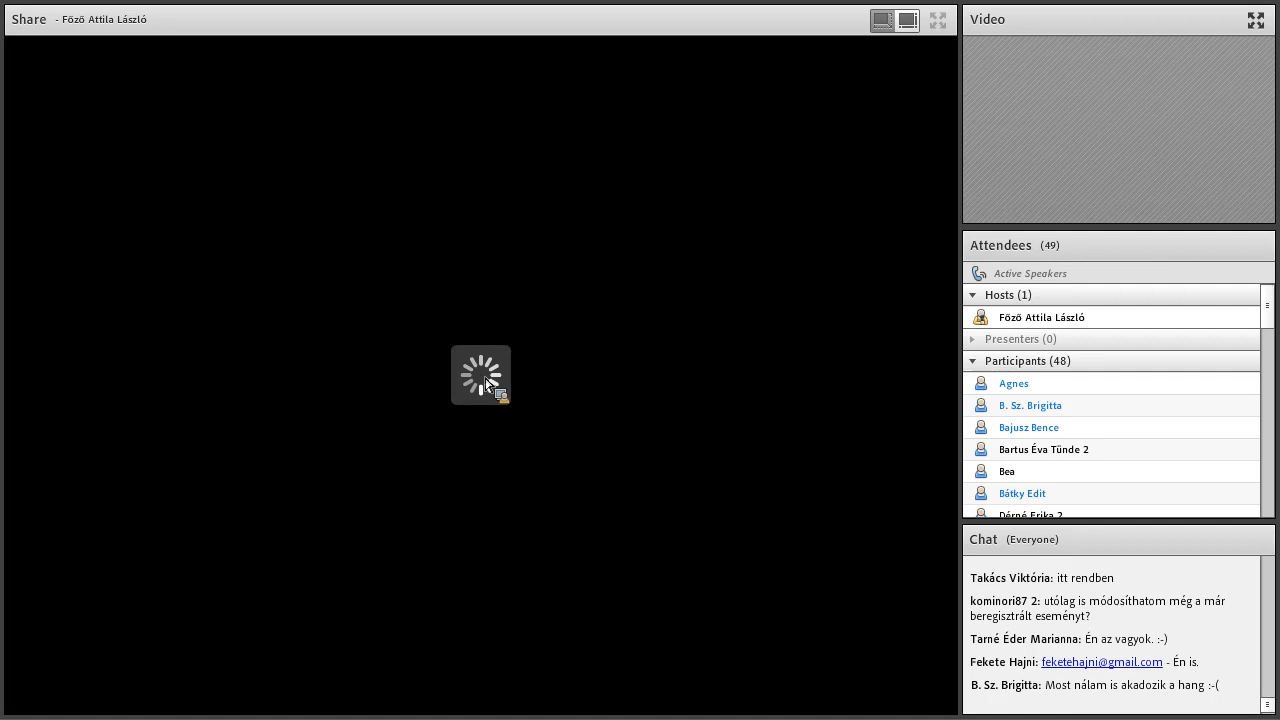 Share - Főző Attila László
Video
Attendees (49)
Active Speakers
Hosts (1)
Főző Attila László
Presenters (0)
Participants (48)
Agnes
B. Sz. Brigitta
Bajusz Bence
Bartus Éva Tünde 2
Bea
Bátky Edit
Dérné Erika 2
Chat (Everyone)
Takács Viktória: itt rendben
kominori87 2: utólag is módosíthatom még a már
beregisztrált eseményt?
Tarné Éder Marianna: Én az vagyok. :-)
Fekete Hajni: feketehajni@gmail.com - Én is.
B. Sz. Brigitta: Most nálam is akadozik a hang :-(